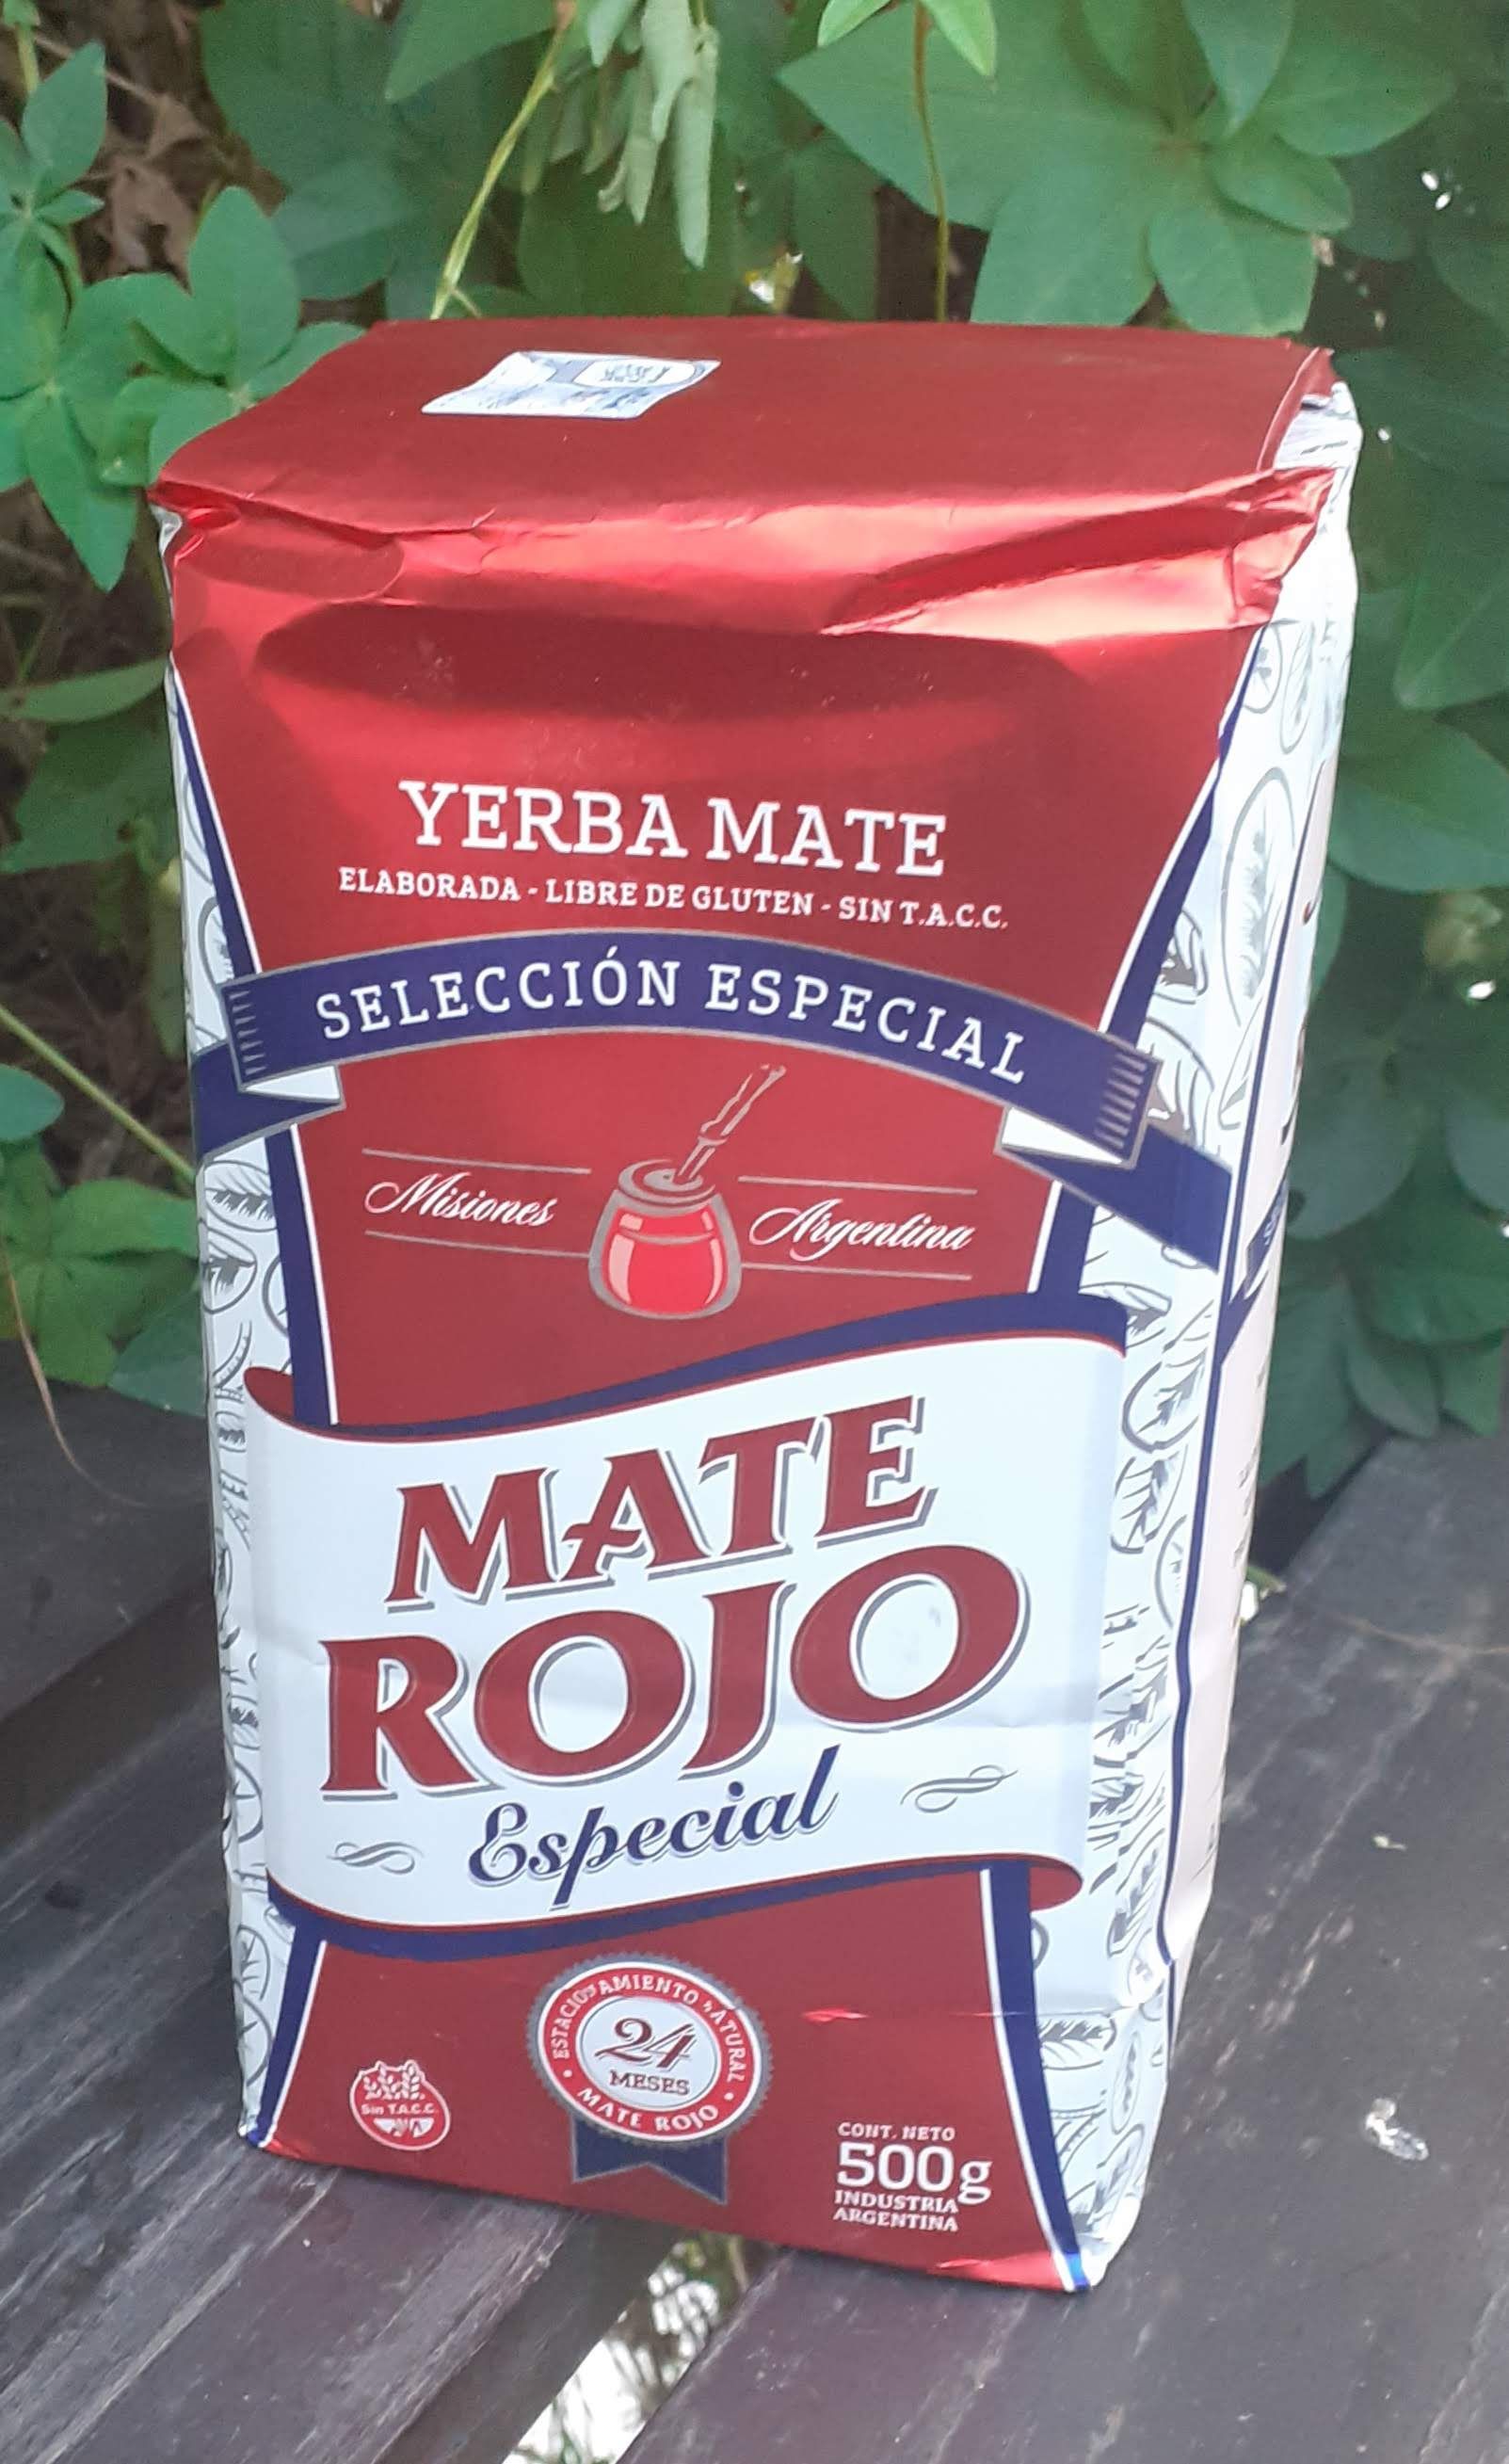 YERBA MATE
ELABORADA - LIBRE DE GLUTEN - SIN T.A.C.C.
SELECCIÓN ESPECIAL
Misiones Argentina
MATE
ROJO
Especial
ESTACIONAMIENTO NATURAL
24
MESES
MATE ROJO
Sin T.A.C.C.
CONT. NETO
500g
INDUSTRIA
ARGENTINA